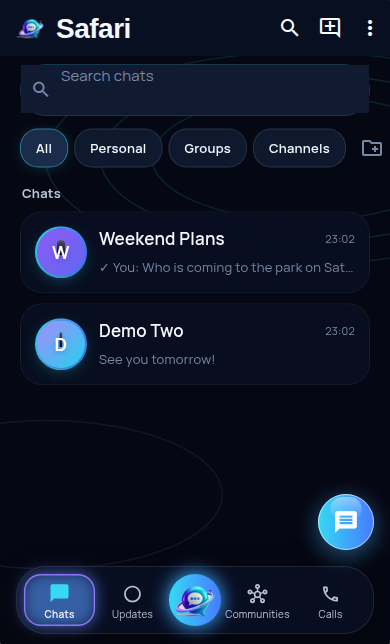 Safari
Search chats
All Personal Groups Channels
Chats
W Weekend Plans 23:02
✓ You: Who is coming to the park on Sat…
D Demo Two 23:02
See you tomorrow!
Chats Updates Communities Calls